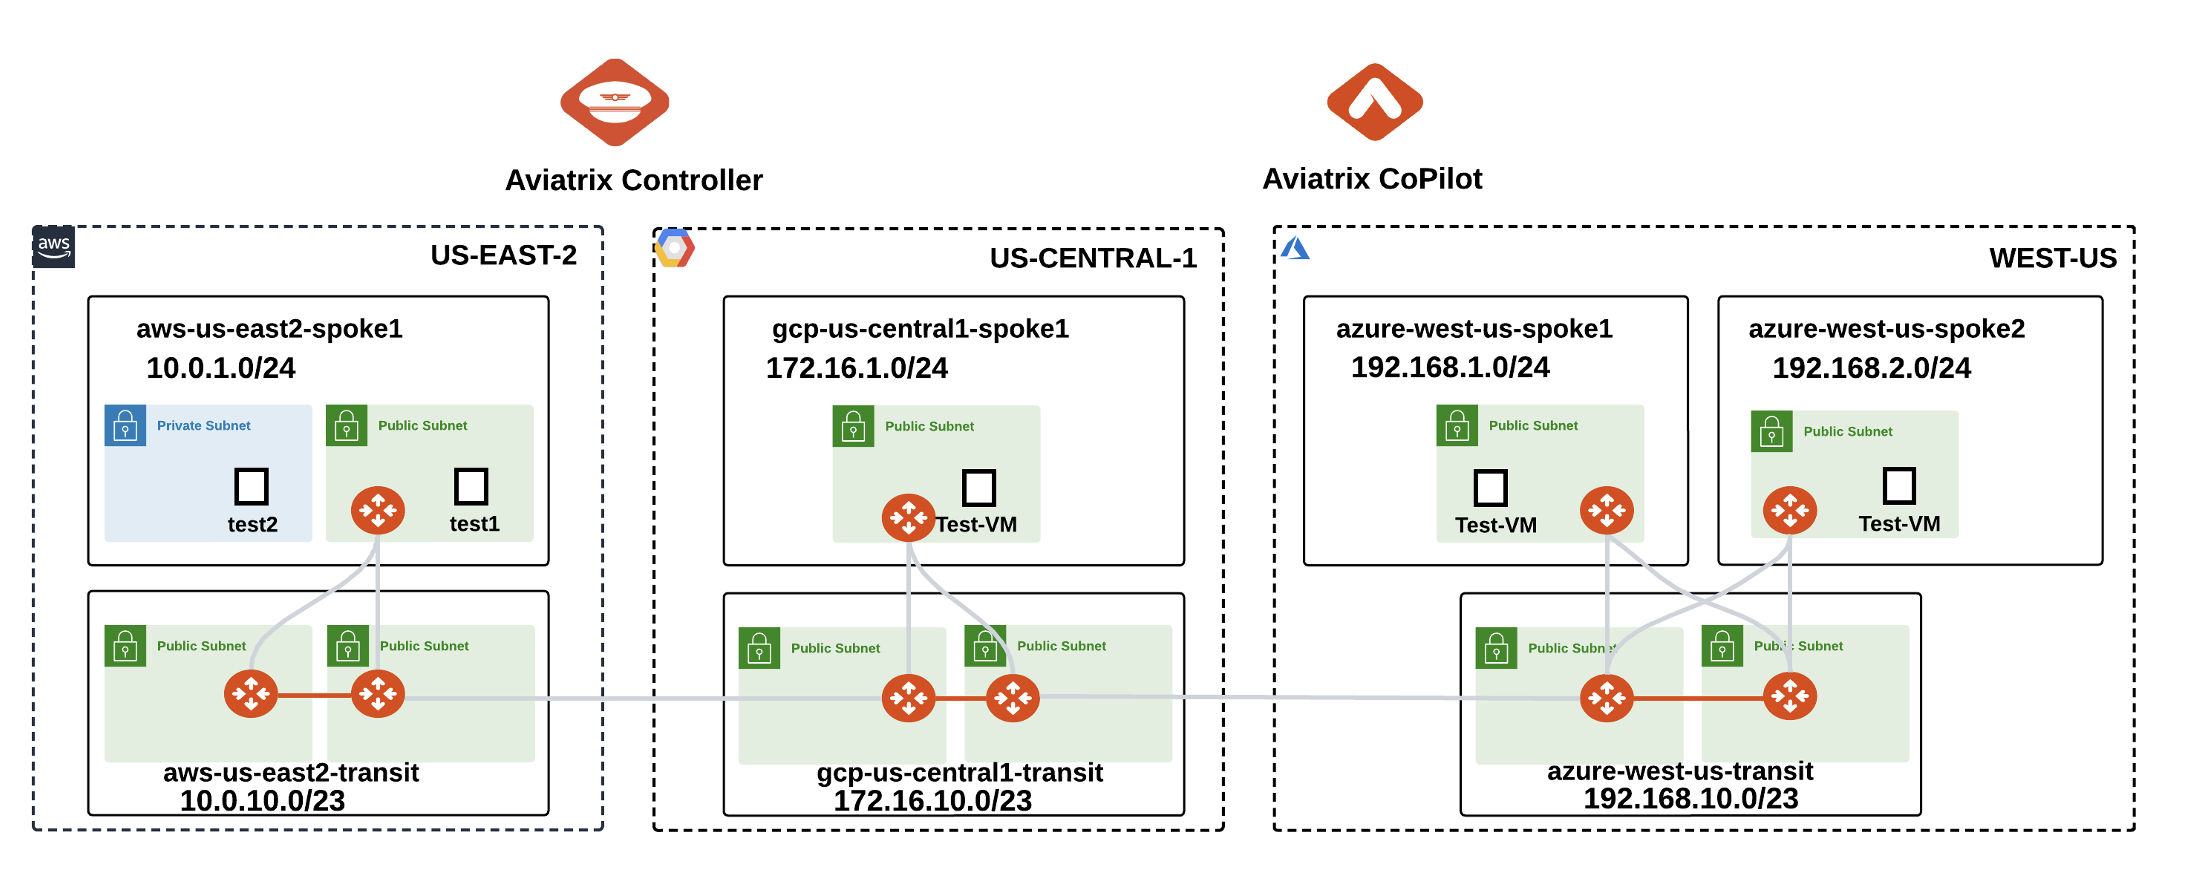 Aviatrix Controller
Aviatrix CoPilot
aws
US-EAST-2
aws-us-east2-spoke1
10.0.1.0/24
Private Subnet
Public Subnet
test2
test1
Public Subnet
Public Subnet
aws-us-east2-transit
10.0.10.0/23
US-CENTRAL-1
gcp-us-central1-spoke1
172.16.1.0/24
Public Subnet
Test-VM
Public Subnet
Public Subnet
gcp-us-central1-transit
172.16.10.0/23
WEST-US
azure-west-us-spoke1
192.168.1.0/24
Public Subnet
Test-VM
azure-west-us-spoke2
192.168.2.0/24
Public Subnet
Test-VM
Public Subnet
Public Subnet
azure-west-us-transit
192.168.10.0/23